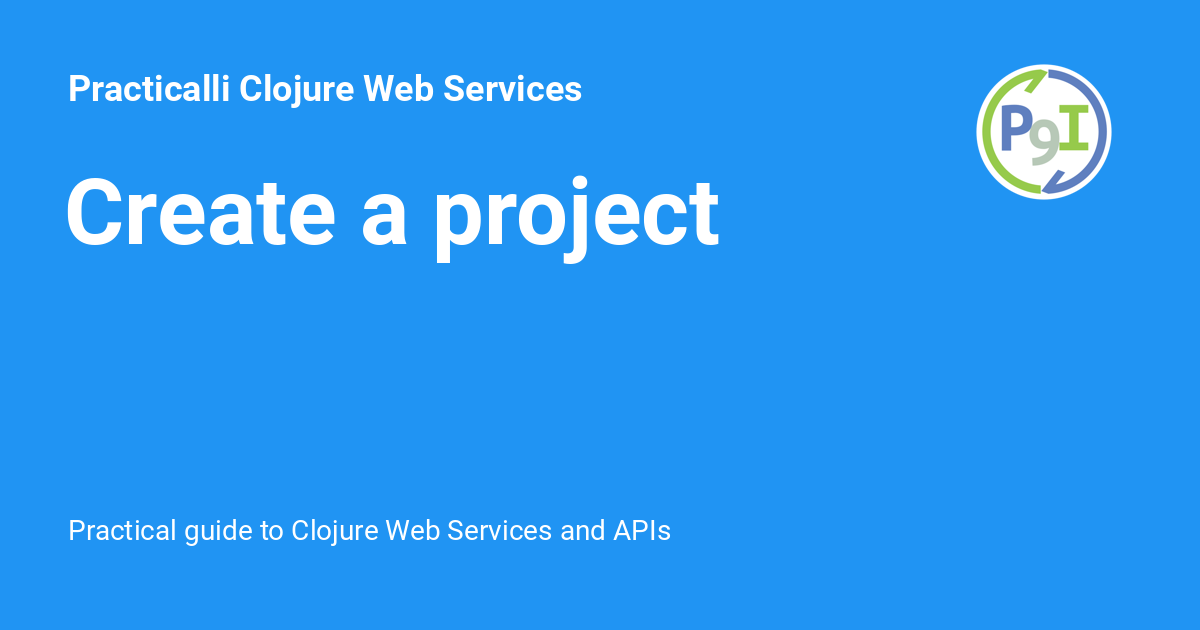 Practicalli Clojure Web Services
P9I
Create a project
Practical guide to Clojure Web Services and APIs